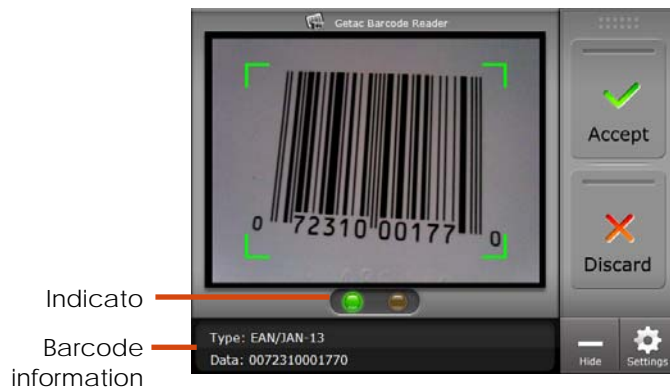 Getac Barcode Reader
Accept
0 72310 00177 0
Discard
Indicato
Type: EAN/JAN-13
Barcode
information
Data: 0072310001770
Hide
Settings